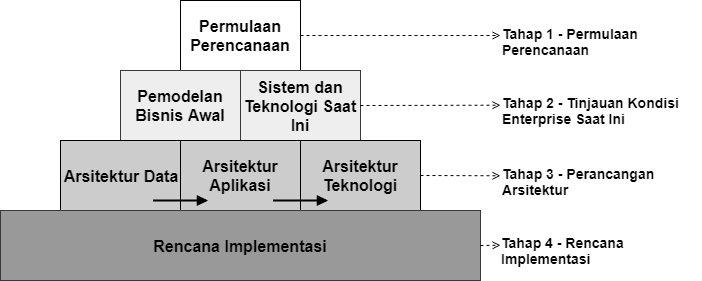 Permulaan
Perencanaan
Tahap 1 - Permulaan
Perencanaan
Pemodelan
Bisnis Awal
Sistem dan
Teknologi Saat
Ini
Tahap 2 - Tinjauan Kondisi
Enterprise Saat Ini
Arsitektur Data
Arsitektur
Aplikasi
Arsitektur
Teknologi
Tahap 3 - Perancangan
Arsitektur
Rencana Implementasi
Tahap 4 - Rencana
Implementasi